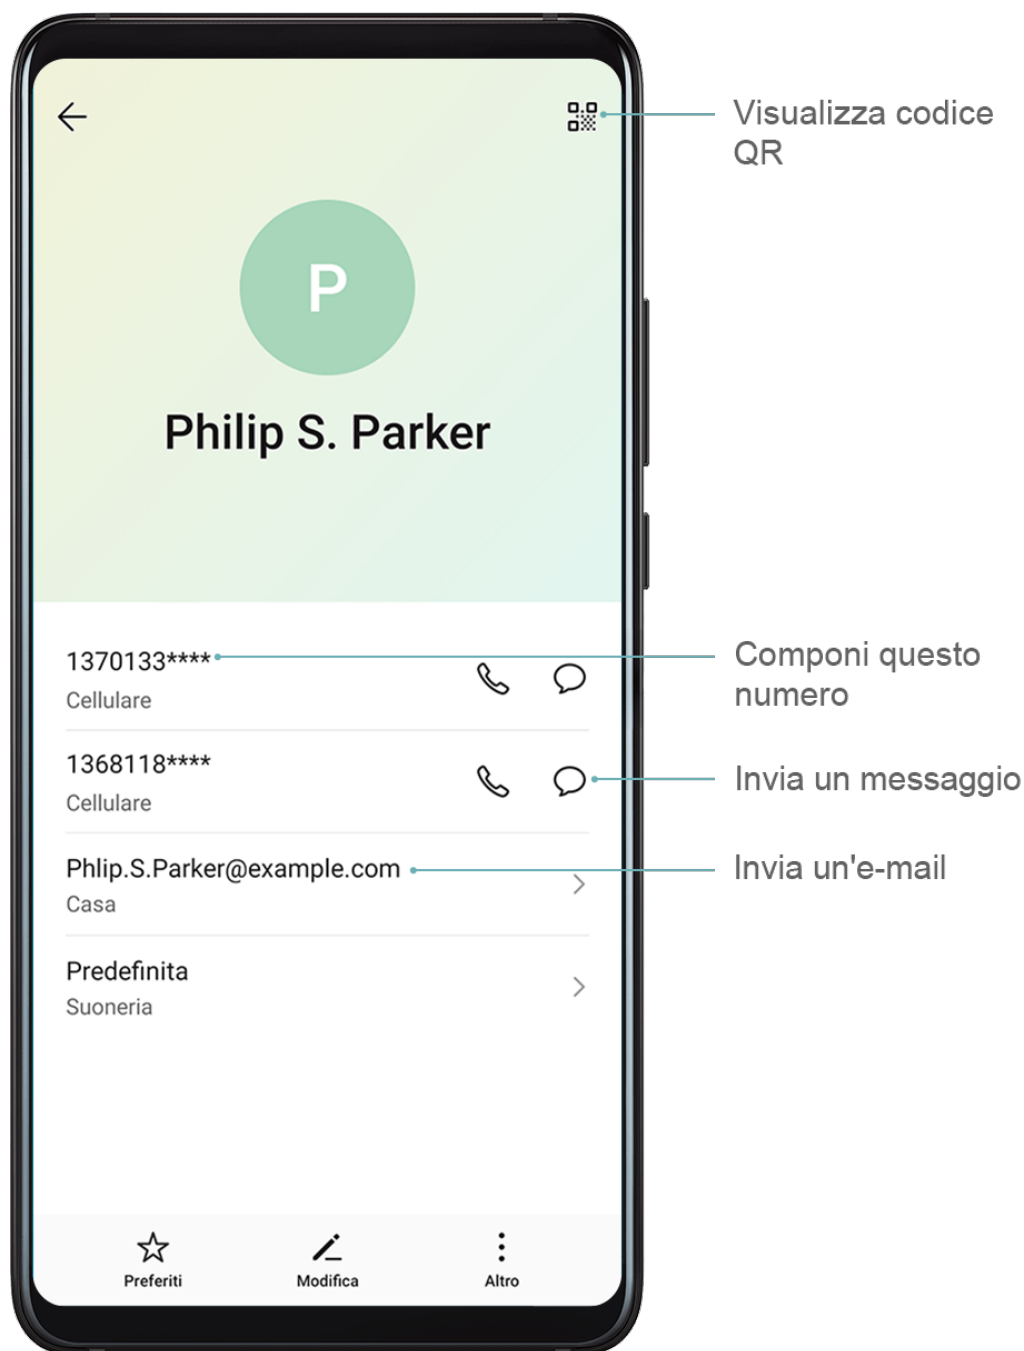 Visualizza codice
QR
P
Philip S. Parker
1370133****
Cellulare
Componi questo
numero
1368118****
Cellulare
Invia un messaggio
Phlip.S.Parker@example.com
Casa
Invia un'e-mail
Predefinita
Suoneria
Preferiti
Modifica
Altro